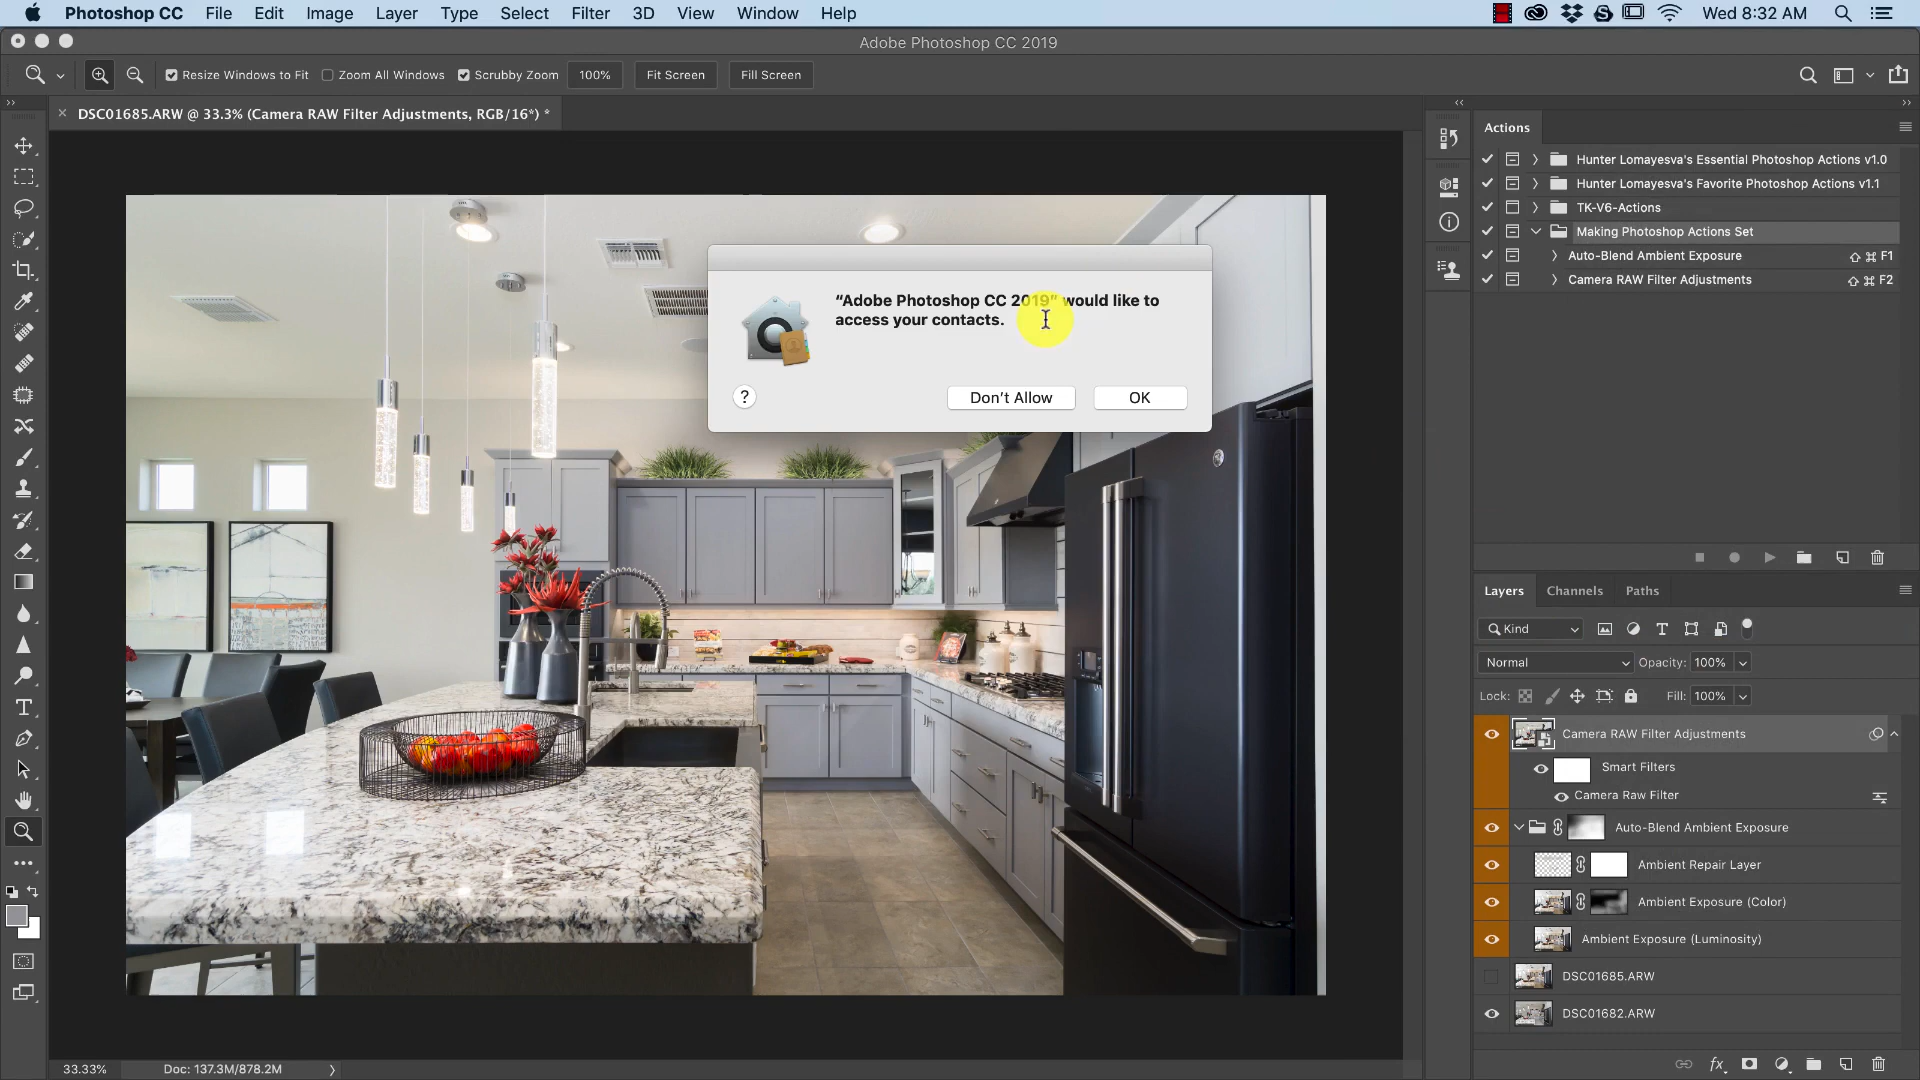 Photoshop CC File Edit Image Layer Type Select Filter 3D View Window Help Wed 8:32 AM
Adobe Photoshop CC 2019
Resize Windows to Fit Zoom All Windows Scrubby Zoom 100% Fit Screen Fill Screen
DSC01685.ARW @ 33.3% (Camera RAW Filter Adjustments, RGB/16*) *
Actions
Hunter Lomayesva's Essential Photoshop Actions v1.0
Hunter Lomayesva's Favorite Photoshop Actions v1.1
TK-V6-Actions
Making Photoshop Actions Set
Auto-Blend Ambient Exposure F1
Camera RAW Filter Adjustments F2
“Adobe Photoshop CC 2019” would like to
access your contacts.
? Don’t Allow OK
Layers Channels Paths
Kind
Normal Opacity: 100%
Lock: Fill: 100%
Camera RAW Filter Adjustments
Smart Filters
Camera Raw Filter
Auto-Blend Ambient Exposure
Ambient Repair Layer
Ambient Exposure (Color)
Ambient Exposure (Luminosity)
DSC01685.ARW
DSC01682.ARW
33.33% Doc: 137.3M/878.2M